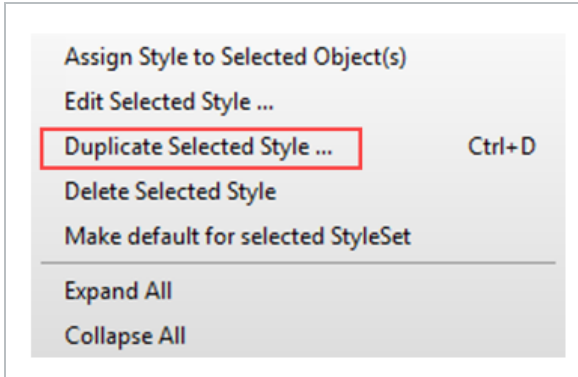 Assign Style to Selected Object(s)
Edit Selected Style ...
Duplicate Selected Style ... Ctrl+D
Delete Selected Style
Make default for selected StyleSet
Expand All
Collapse All